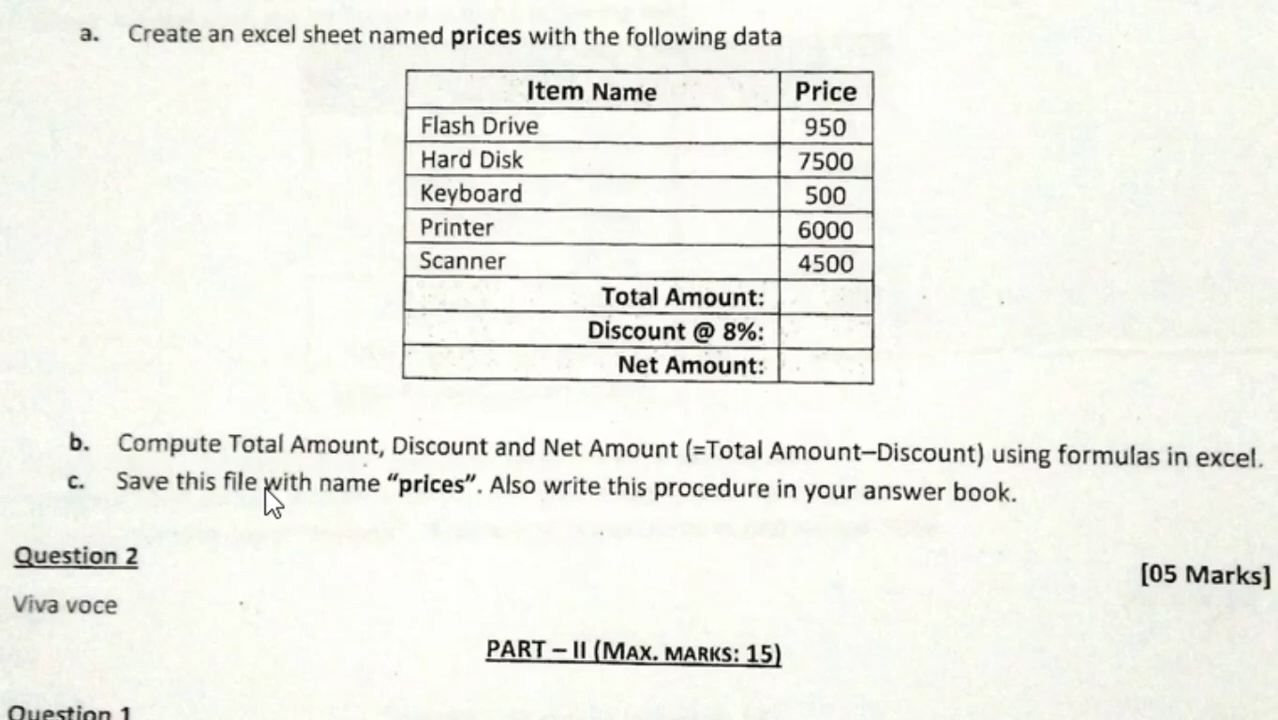 a. Create an excel sheet named prices with the following data
Item Name Price
Flash Drive 950
Hard Disk 7500
Keyboard 500
Printer 6000
Scanner 4500
Total Amount:
Discount @ 8%:
Net Amount:
b. Compute Total Amount, Discount and Net Amount (=Total Amount–Discount) using formulas in excel.
c. Save this file with name “prices”. Also write this procedure in your answer book.
Question 2
[05 Marks]
Viva voce
PART – II (MAX. MARKS: 15)
Question 1